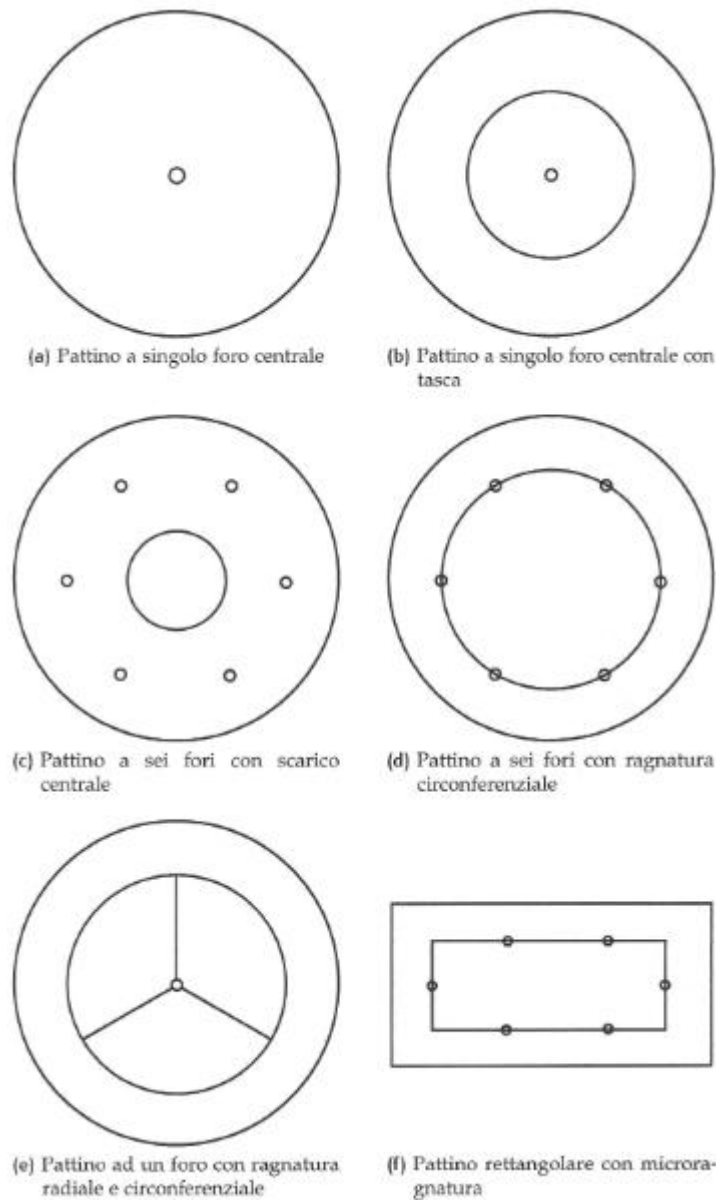 (a) Pattino a singolo foro centrale
(b) Pattino a singolo foro centrale con
tasca
(c) Pattino a sei fori con scarico
centrale
(d) Pattino a sei fori con ragnatura
circonferenziale
(e) Pattino ad un foro con ragnatura
radiale e circonferenziale
(f) Pattino rettangolare con microra-
gnatura